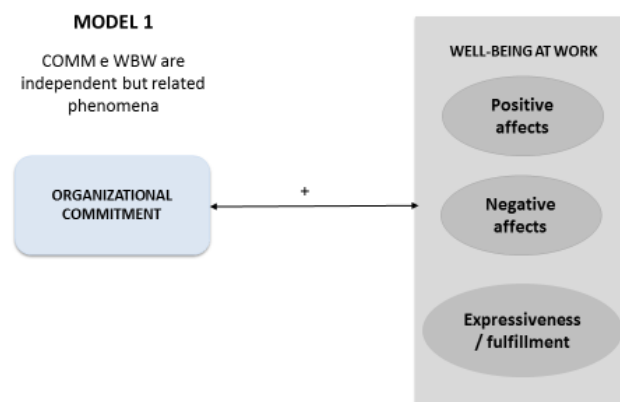 MODEL 1
COMM e WBW are
independent but related
phenomena
ORGANIZATIONAL
COMMITMENT
+
WELL-BEING AT WORK
Positive
affects
Negative
affects
Expressiveness
/ fulfillment